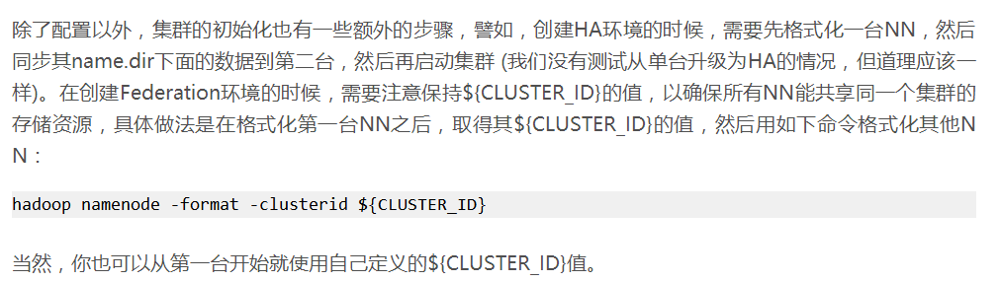 除了配置以外，集群的初始化也有一些额外的步骤，譬如，创建HA环境的时候，需要先格式化一台NN，然后
同步其name.dir下面的数据到第二台，然后再启动集群 (我们没有测试从单台升级为HA的情况，但道理应该一
样)。在创建Federation环境的时候，需要注意保持${CLUSTER_ID}的值，以确保所有NN能共享同一个集群的
存储资源，具体做法是在格式化第一台NN之后，取得其${CLUSTER_ID}的值，然后用如下命令格式化其他N
N：
hadoop namenode -format -clusterid ${CLUSTER_ID}
当然，你也可以从第一台开始就使用自己定义的${CLUSTER_ID}值。